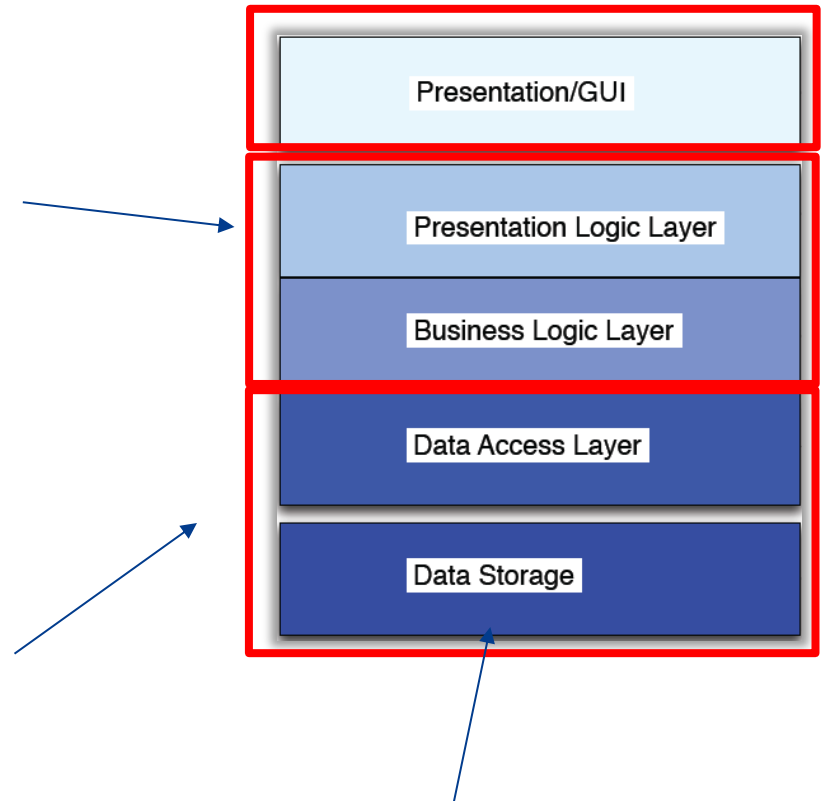 Presentation/GUI
Presentation Logic Layer
Business Logic Layer
Data Access Layer
Data Storage